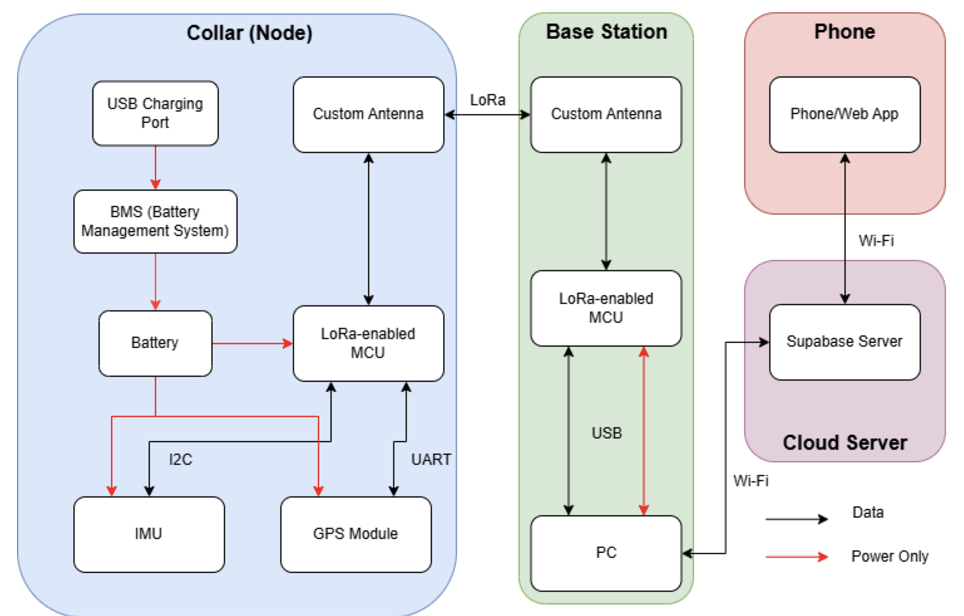 Collar (Node)
USB Charging
Port
BMS (Battery
Management System)
Battery
Custom Antenna
LoRa-enabled
MCU
I2C
UART
IMU
GPS Module
LoRa
Base Station
Custom Antenna
LoRa-enabled
MCU
USB
PC
Wi-Fi
Phone
Phone/Web App
Wi-Fi
Supabase Server
Cloud Server
Data
Power Only